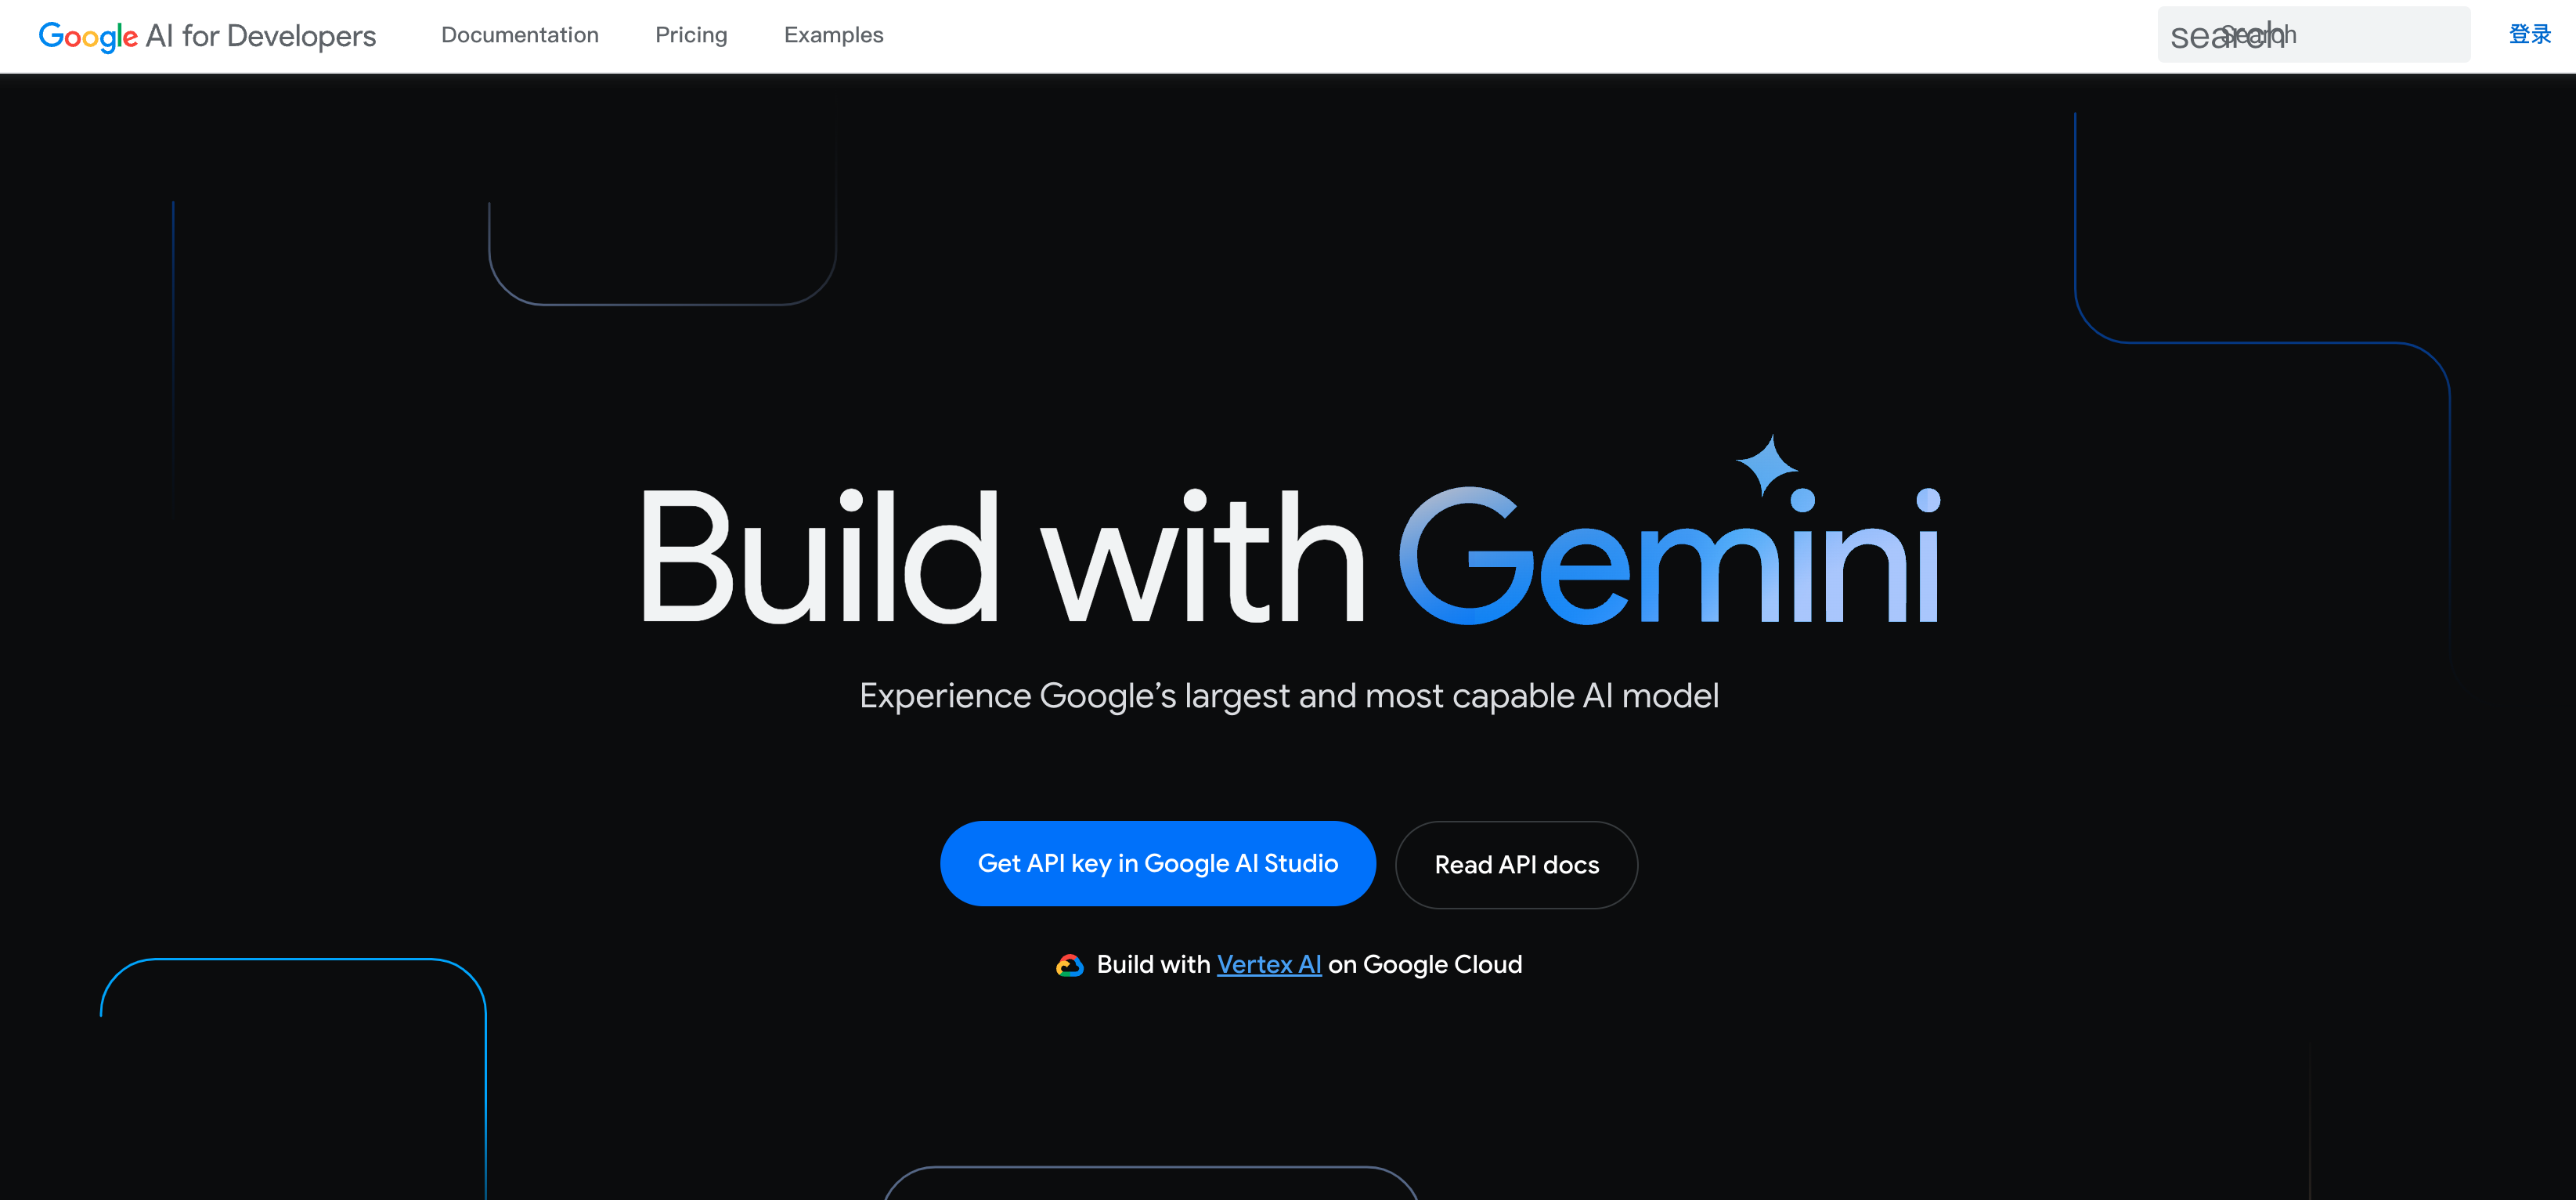 Google AI for Developers Documentation Pricing Examples search Search 登录
Build with Gemini
Experience Google’s largest and most capable AI model
Get API key in Google AI Studio Read API docs
Build with Vertex AI on Google Cloud